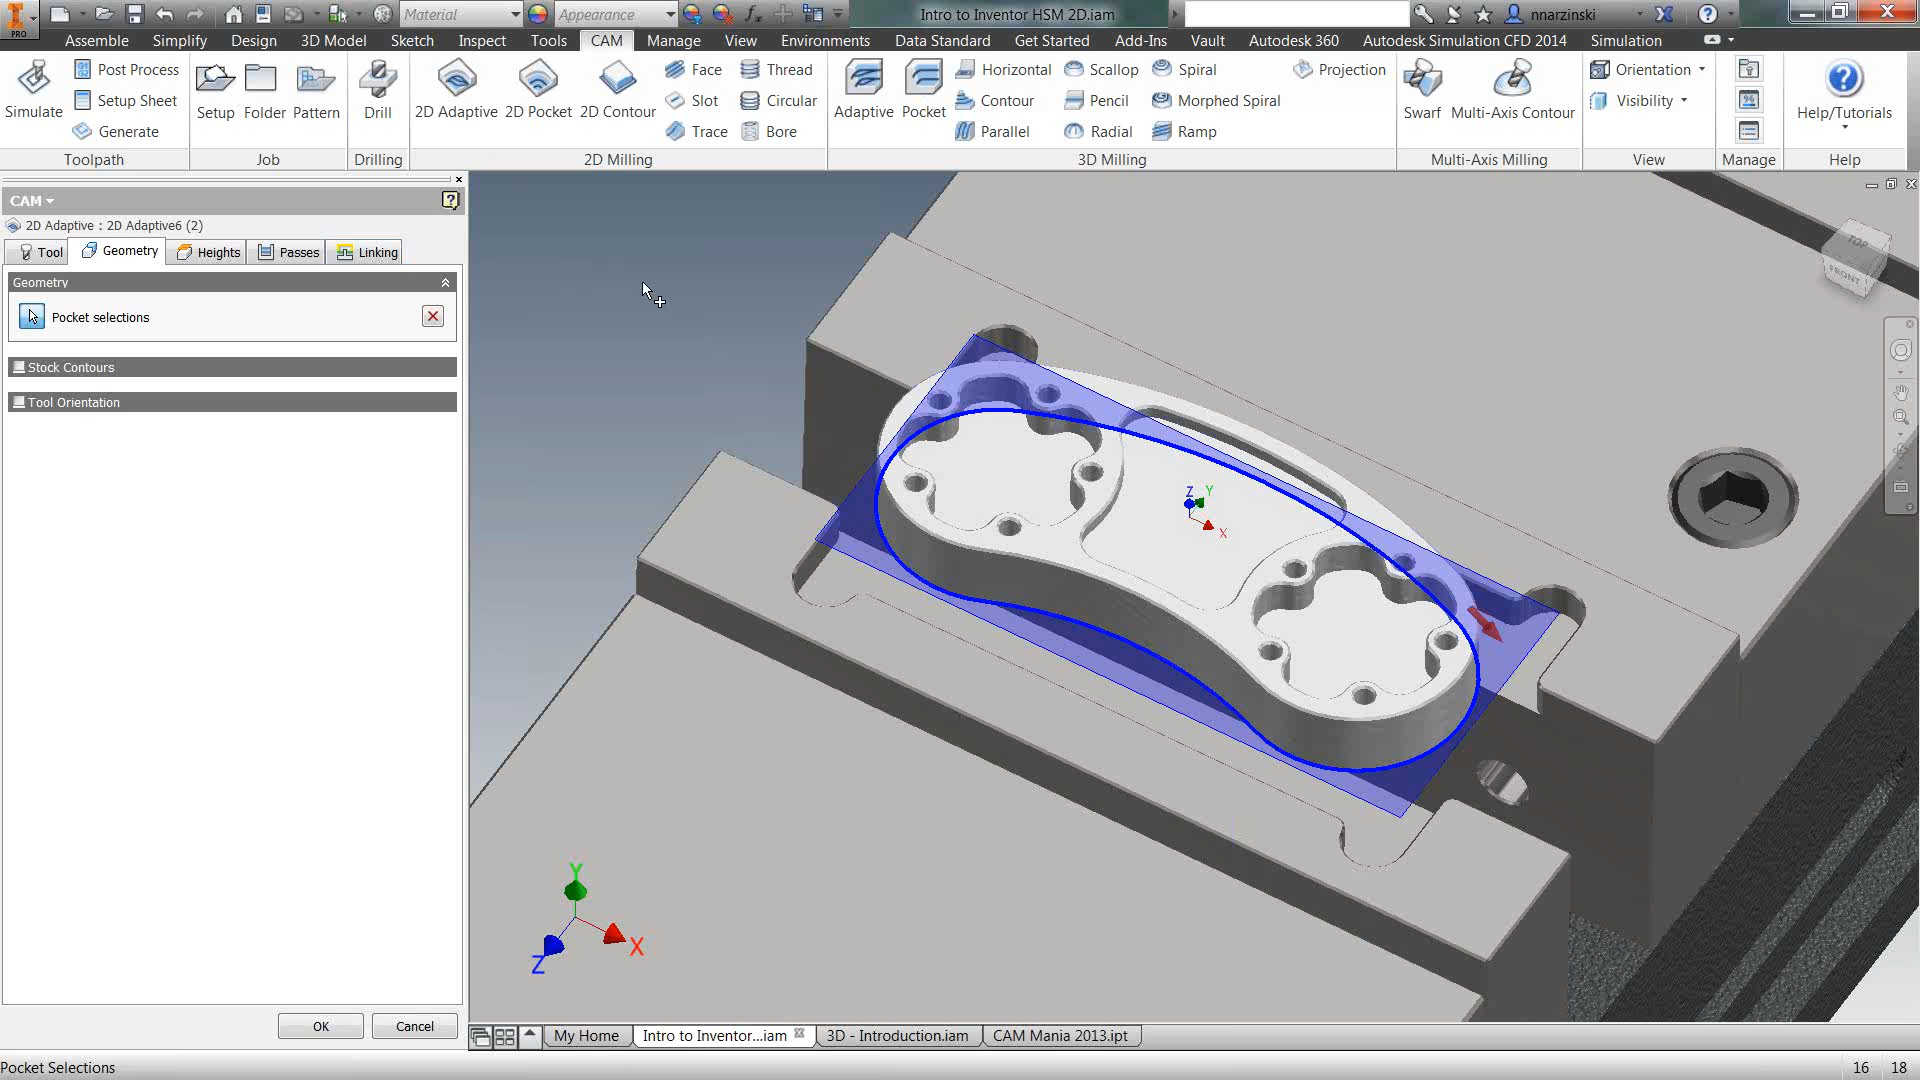 PRO
Material
Appearance
Intro to Inventor HSM 2D.iam
nnarzinski
Assemble Simplify Design 3D Model Sketch Inspect Tools CAM Manage View Environments Data Standard Get Started Add-Ins Vault Autodesk 360 Autodesk Simulation CFD 2014 Simulation
Simulate
Post Process
Setup Sheet
Generate
Toolpath
Setup Folder Pattern
Job
Drill
Drilling
2D Adaptive 2D Pocket 2D Contour
Face
Slot
Trace
Thread
Circular
Bore
2D Milling
Adaptive Pocket
Horizontal
Contour
Parallel
Scallop
Pencil
Radial
Spiral
Morphed Spiral
Ramp
Projection
3D Milling
Swarf Multi-Axis Contour
Multi-Axis Milling
Orientation
Visibility
View
Manage
Help/Tutorials
Help
CAM
2D Adaptive : 2D Adaptive6 (2)
Tool Geometry Heights Passes Linking
Geometry
Pocket selections
Stock Contours
Tool Orientation
OK Cancel
TOP
FRONT
Z Y
X
Y
X
Z
My Home Intro to Inventor...iam 3D - Introduction.iam CAM Mania 2013.ipt
Pocket Selections
16 18